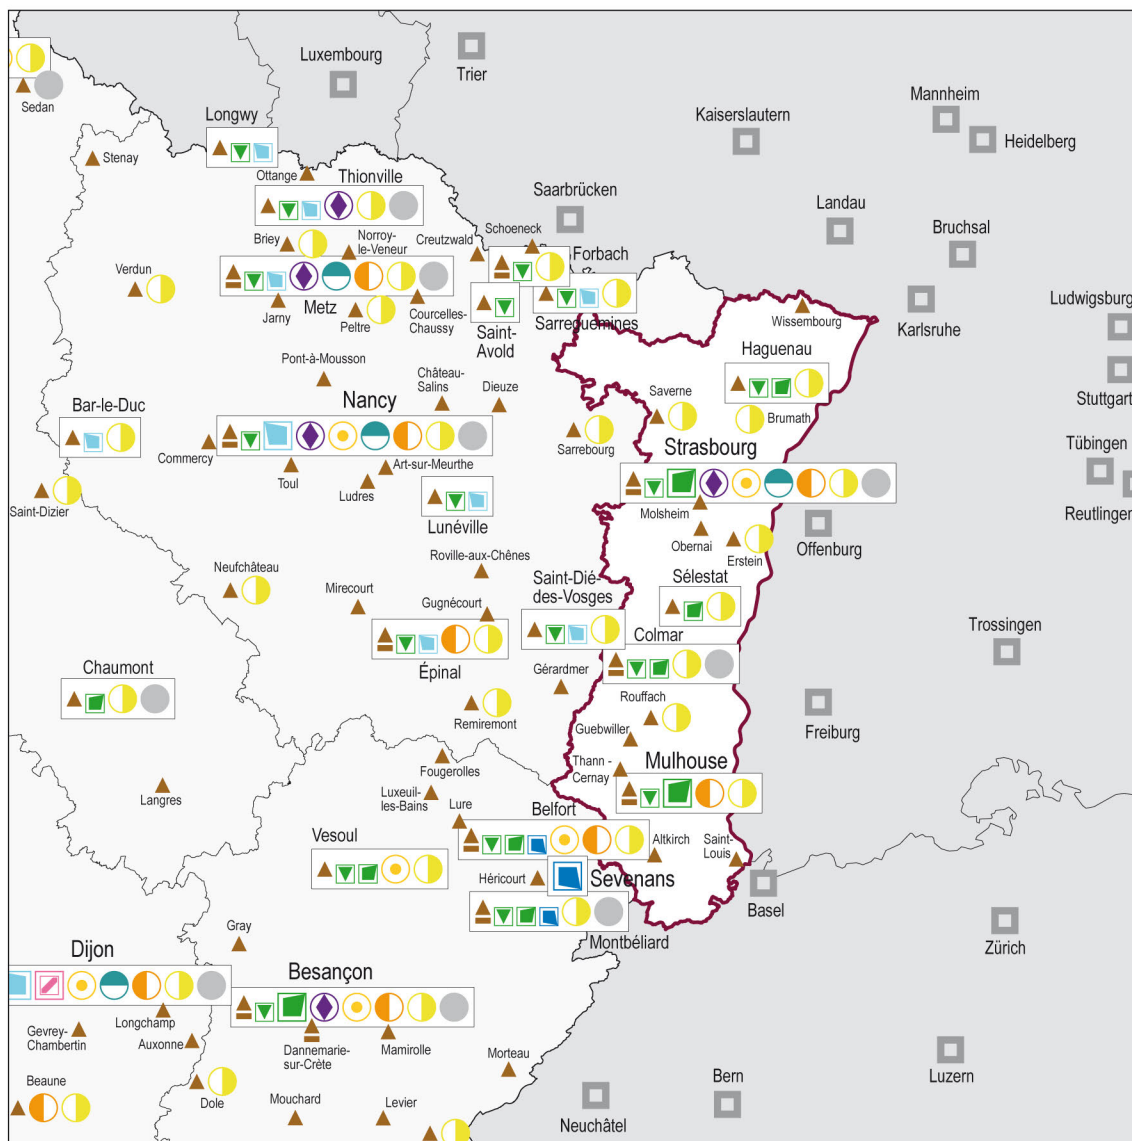 Luxembourg
Trier
Sedan
Longwy
Mannheim
Kaiserslautern
Heidelberg
Stenay
Ottange
Thionville
Saarbrücken
Landau
Bruchsal
Briey
Norroy-
le-Veneur
Creutzwald
Schoeneck
Forbach
Verdun
Ludwigsburg
Karlsruhe
Jarny
Metz
Peltre
Courcelles-
Chaussy
Saint-
Avold
Sarreguemines
Wissembourg
Haguenau
Pont-à-Mousson
Château-
Salins
Dieuze
Stuttgart
Bar-le-Duc
Nancy
Saverne
Brumath
Commercy
Sarrebourg
Strasbourg
Tübingen
Toul
Ludres
Art-sur-Meurthe
Saint-Dizier
Lunéville
Molsheim
Obernai
Erstein
Offenburg
Reutlingen
Neufchâteau
Roville-aux-Chênes
Mirecourt
Gugnécourt
Saint-Dié-
des-Vosges
Sélestat
Colmar
Trossingen
Chaumont
Épinal
Gérardmer
Remiremont
Rouffach
Guebwiller
Freiburg
Thann -
Cernay
Mulhouse
Fougerolles
Langres
Luxeuil-
les-Bains
Lure
Belfort
Vesoul
Altkirch
Saint-
Louis
Héricourt
Sevenans
Basel
Montbéliard
Zürich
Gray
Dijon
Besançon
Gevrey-
Chambertin
Longchamp
Auxonne
Dannemarie-
sur-Crète
Mamirolle
Morteau
Luzern
Beaune
Dole
Mouchard
Levier
Neuchâtel
Bern